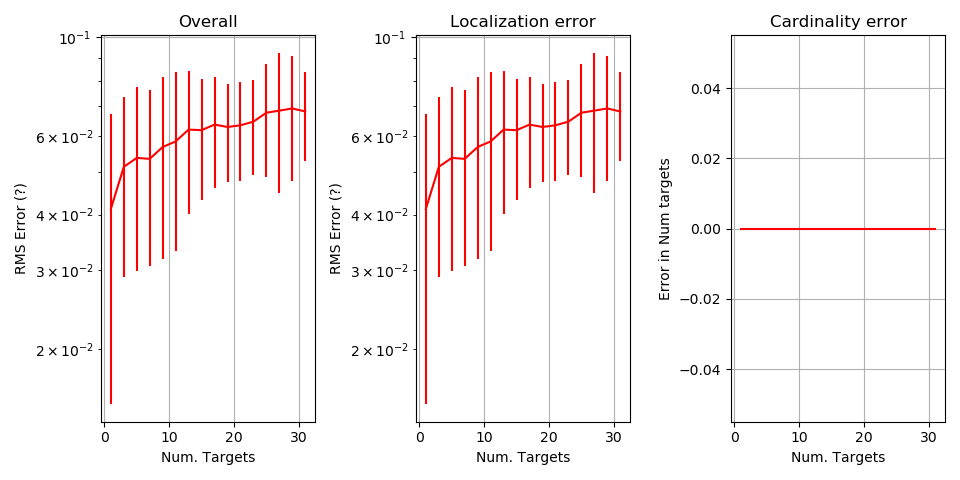 Overall
Localization error
Cardinality error
10⁻¹
6 × 10⁻²
4 × 10⁻²
3 × 10⁻²
2 × 10⁻²
RMS Error (?)
0 10 20 30
Num. Targets
10⁻¹
6 × 10⁻²
4 × 10⁻²
3 × 10⁻²
2 × 10⁻²
RMS Error (?)
0 10 20 30
Num. Targets
0.04
0.02
0.00
−0.02
−0.04
Error in Num targets
0 10 20 30
Num. Targets